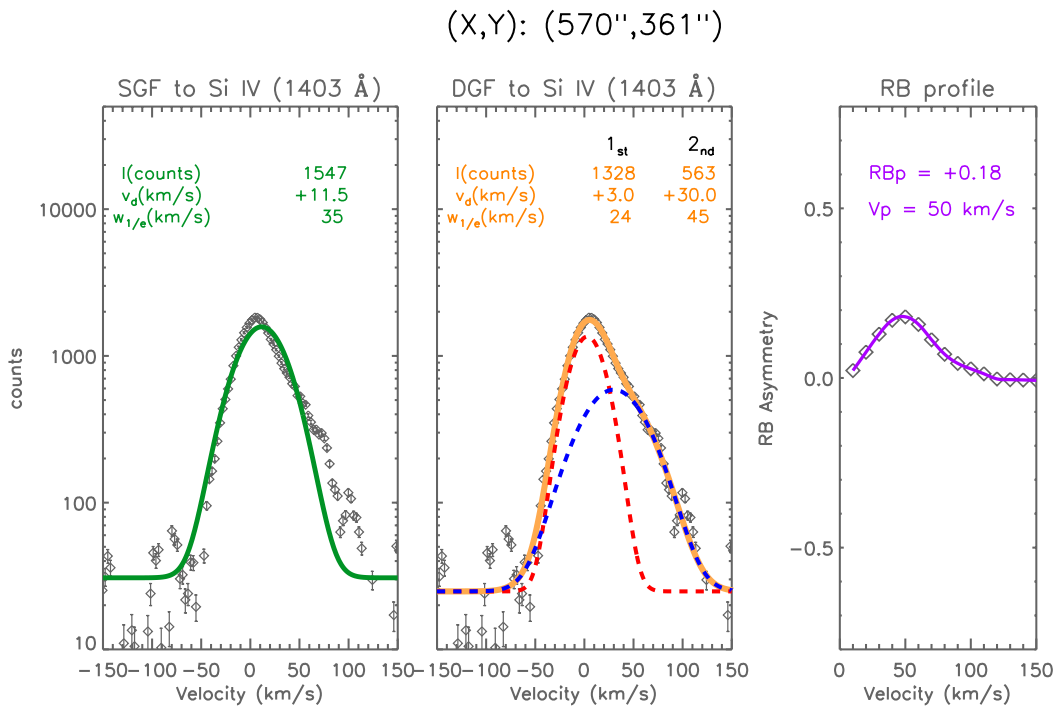 (X,Y): (570",361")
SGF to Si IV (1403 Å)
I(counts) 1547
v_d(km/s) +11.5
w_1/e(km/s) 35
counts
10000
1000
100
10
−150 −100 −50 0 50 100 150
Velocity (km/s)
DGF to Si IV (1403 Å)
1st 2nd
I(counts) 1328 563
v_d(km/s) +3.0 +30.0
w_1/e(km/s) 24 45
−150 −100 −50 0 50 100 150
Velocity (km/s)
RB profile
RBp = +0.18
Vp = 50 km/s
RB Asymmetry
0.5
0.0
−0.5
0 50 100 150
Velocity (km/s)